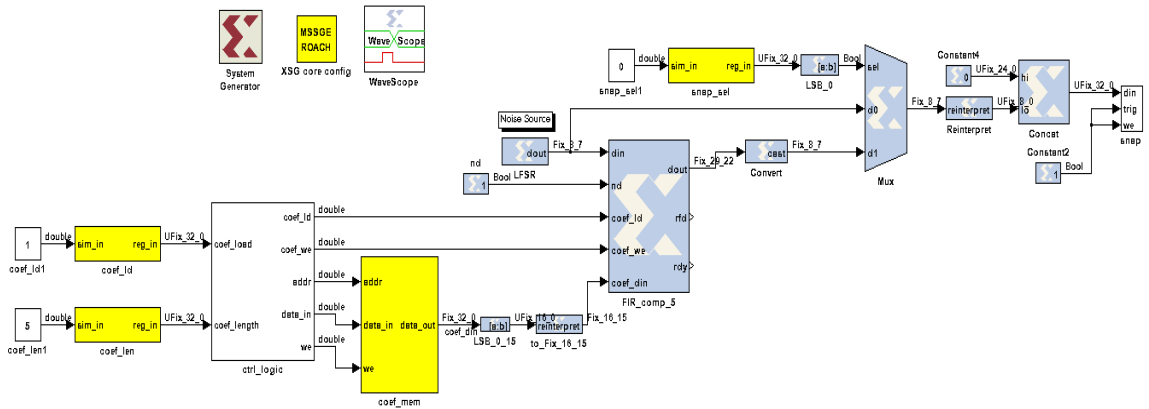 MSSGE
ROACH
Wave Scope
System
Generator
XSG core config
WaveScope
0
snap_sel1
double
sim_in
reg_in
snap_sel
UFix_32_0
[a:b]
LSB_0
Bool
sel
d0
d1
Mux
Fix_8_7
Constant4
0
UFix_24_0
reinterpret
Reinterpret
UFix_8_0
hi
lo
Concat
UFix_32_0
din
trig
we
snap
Constant2
1
Bool
Noise Source
dout
LFSR
Fix_8_7
nd
1
Bool
din
nd
coef_ld
coef_we
coef_din
dout
rfd
rdy
FIR_comp_5
Fix_29_22
cast
Convert
Fix_8_7
1
coef_ld1
double
sim_in
reg_in
coef_ld
UFix_32_0
5
coef_len1
double
sim_in
reg_in
coef_len
UFix_32_0
coef_load
coef_length
coef_ld
coef_we
addr
data_in
we
ctrl_logic
double
double
double
double
double
addr
data_in
we
data_out
coef_mem
Fix_32_0
coef_din
[a:b]
LSB_0_15
UFix_16_0
reinterpret
to_Fix_16_15
Fix_16_15